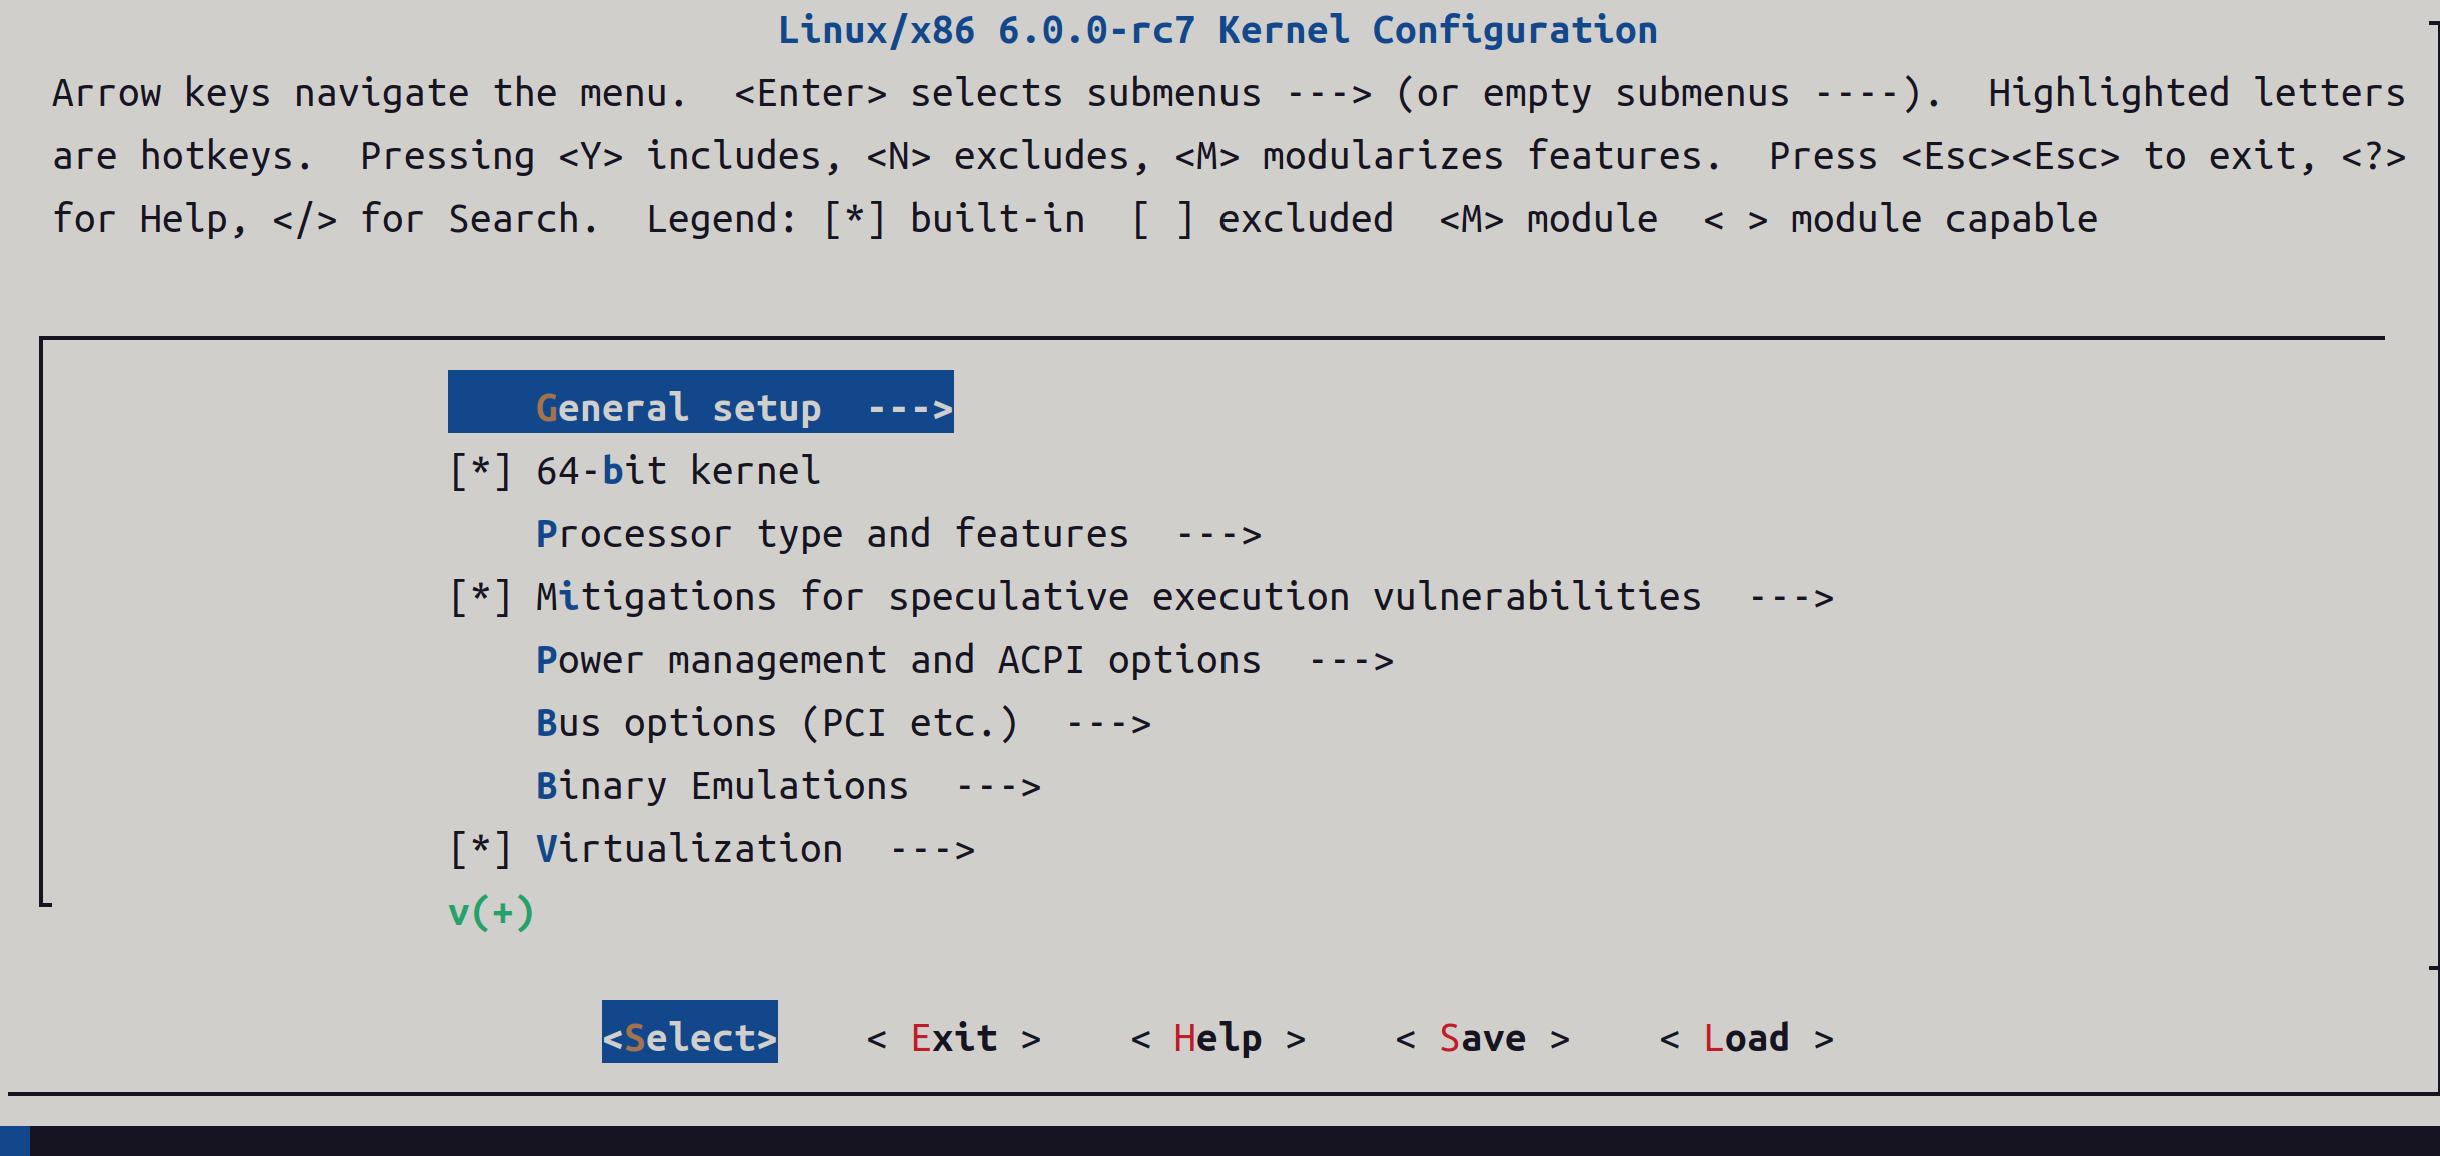 Linux/x86 6.0.0-rc7 Kernel Configuration
Arrow keys navigate the menu.  <Enter> selects submenus ---> (or empty submenus ----).  Highlighted letters
are hotkeys.  Pressing <Y> includes, <N> excludes, <M> modularizes features.  Press <Esc><Esc> to exit, <?>
for Help, </> for Search.  Legend: [*] built-in  [ ] excluded  <M> module  < > module capable
General setup  --->
[*] 64-bit kernel
Processor type and features  --->
[*] Mitigations for speculative execution vulnerabilities  --->
Power management and ACPI options  --->
Bus options (PCI etc.)  --->
Binary Emulations  --->
[*] Virtualization  --->
v(+)
<Select>    < Exit >    < Help >    < Save >    < Load >